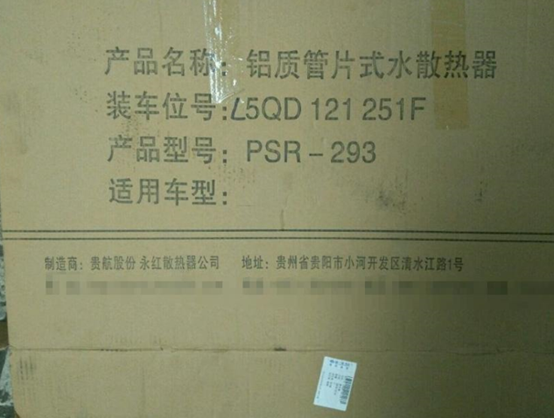 产品名称：铝质管片式水散热器
装车位号：L5QD 121 251F
产品型号：PSR－293
适用车型：
制造商：贵航股份 永红散热器公司 地址：贵州省贵阳市小河开发区清水江路1号